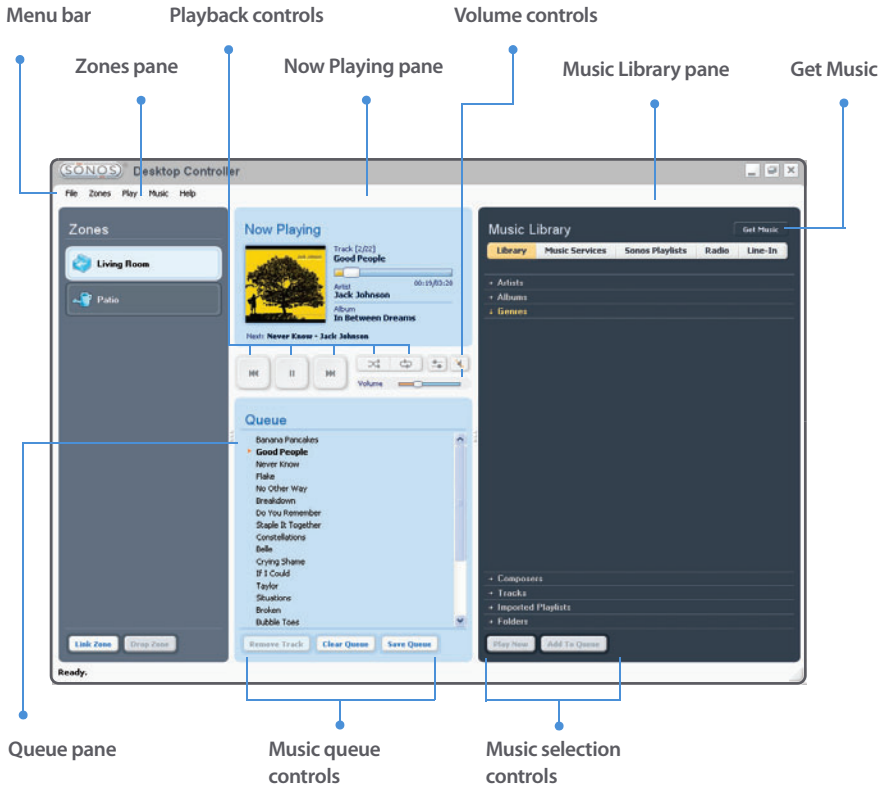 Menu bar
Playback controls
Volume controls
Zones pane
Now Playing pane
Music Library pane
Get Music
SONOS Desktop Controller
File Zones Play Music Help
Zones
Living Room
Patio
Link Zone Drop Zone
Now Playing
Track [2/22]
Good People
00:19/03:28
Artist
Jack Johnson
Album
In Between Dreams
Next: Never Know - Jack Johnson
Volume
Queue
Banana Pancakes
Good People
Never Know
Flake
No Other Way
Breakdown
Do You Remember
Staple It Together
Constellations
Belle
Crying Shame
If I Could
Taylor
Situations
Broken
Bubble Toes
Remove Track Clear Queue Save Queue
Music Library
Get Music
Library Music Services Sonos Playlists Radio Line-In
Artists
Albums
Genres
Composers
Tracks
Imported Playlists
Folders
Play Now Add To Queue
Ready.
Queue pane
Music queue
controls
Music selection
controls